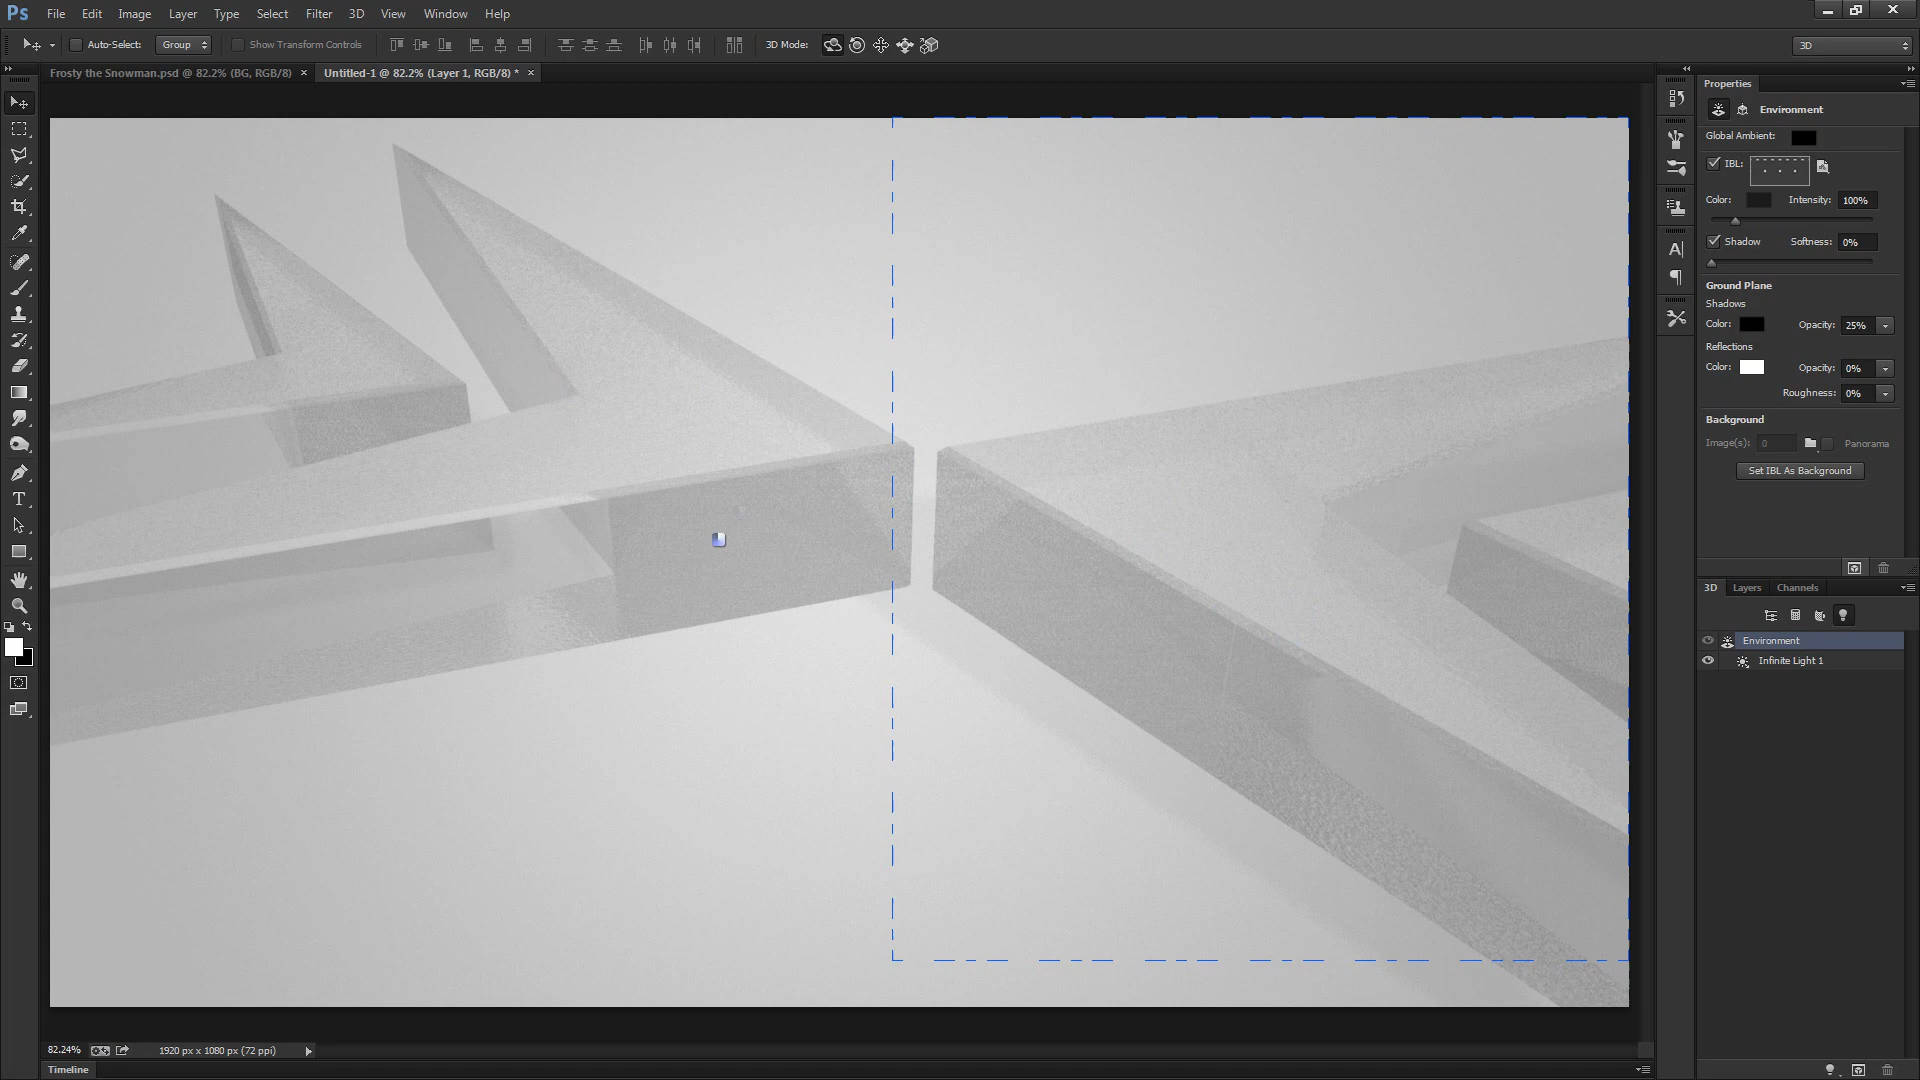 Ps File Edit Image Layer Type Select Filter 3D View Window Help
Auto-Select: Group Show Transform Controls 3D Mode: 3D
Frosty the Snowman.psd @ 82.2% (BG, RGB/8) × Untitled-1 @ 82.2% (Layer 1, RGB/8) * ×
Properties
Environment
Global Ambient:
IBL:
Color: Intensity: 100%
Shadow Softness: 0%
Ground Plane
Shadows
Color: Opacity: 25%
Reflections
Color: Opacity: 0%
Roughness: 0%
Background
Image(s): 0 Panorama
Set IBL As Background
3D Layers Channels
Environment
Infinite Light 1
82.24% 1920 px x 1080 px (72 ppi)
Timeline